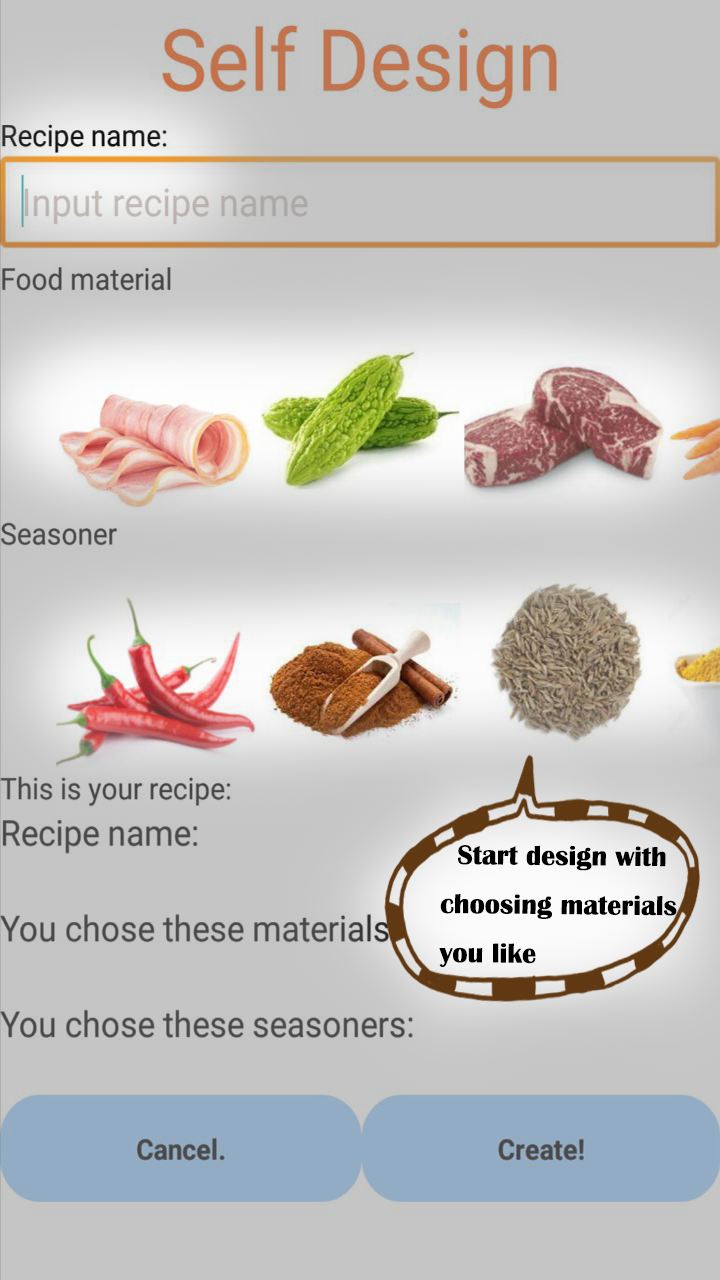 Self Design
Recipe name:
Input recipe name
Food material
Seasoner
This is your recipe:
Recipe name:
Start design with
choosing materials
you like
You chose these materials
You chose these seasoners:
Cancel.
Create!